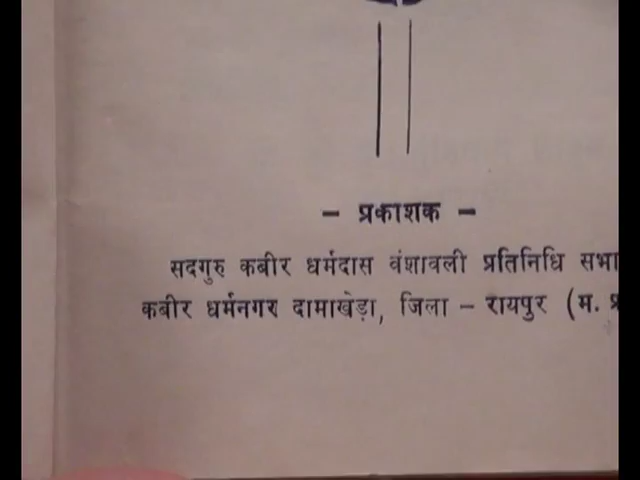 – प्रकाशक –
सदगुरु कबीर धर्मदास वंशावली प्रतिनिधि सभा
कबीर धर्मनगर दामाखेड़ा, जिला – रायपुर (म. प्र